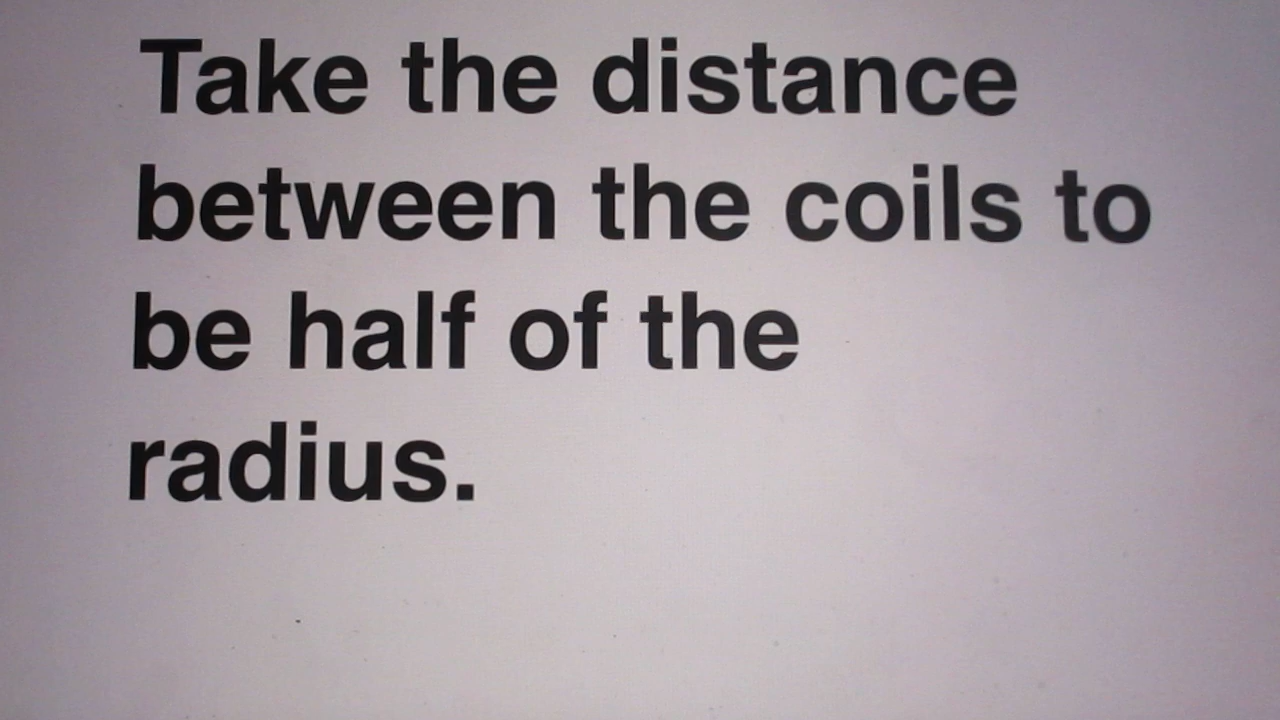 Take the distance
between the coils to
be half of the
radius.